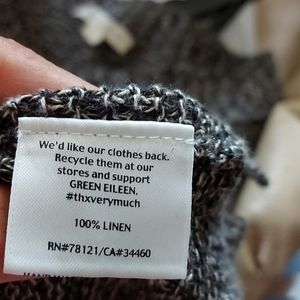 We'd like our clothes back.
Recycle them at our
stores and support
GREEN EILEEN.
#thxverymuch
100% LINEN
RN#78121/CA#34460